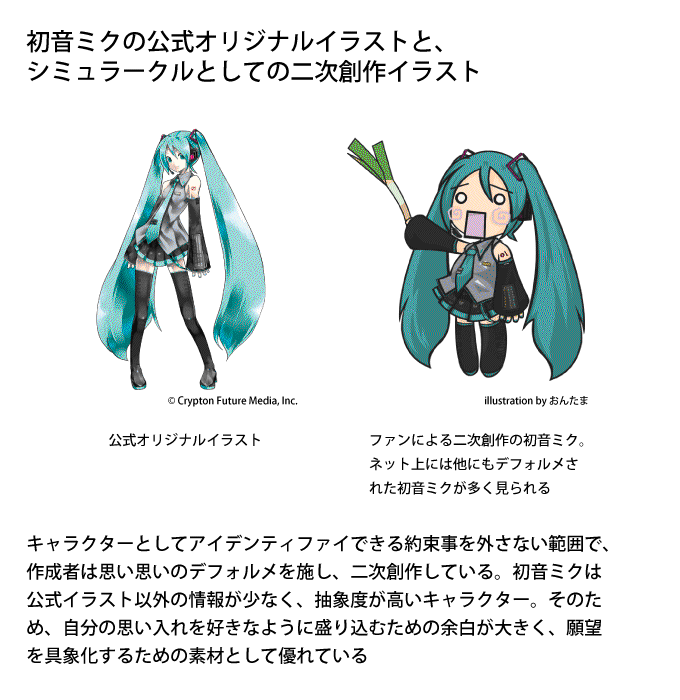 初音ミクの公式オリジナルイラストと、
シミュラークルとしての二次創作イラスト
© Crypton Future Media, Inc.
illustration by おんたま
公式オリジナルイラスト
ファンによる二次創作の初音ミク。
ネット上には他にもデフォルメさ
れた初音ミクが多く見られる
キャラクターとしてアイデンティファイできる約束事を外さない範囲で、
作成者は思い思いのデフォルメを施し、二次創作している。初音ミクは
公式イラスト以外の情報が少なく、抽象度が高いキャラクター。そのた
め、自分の思い入れを好きなように盛り込むための余白が大きく、願望
を具象化するための素材として優れている